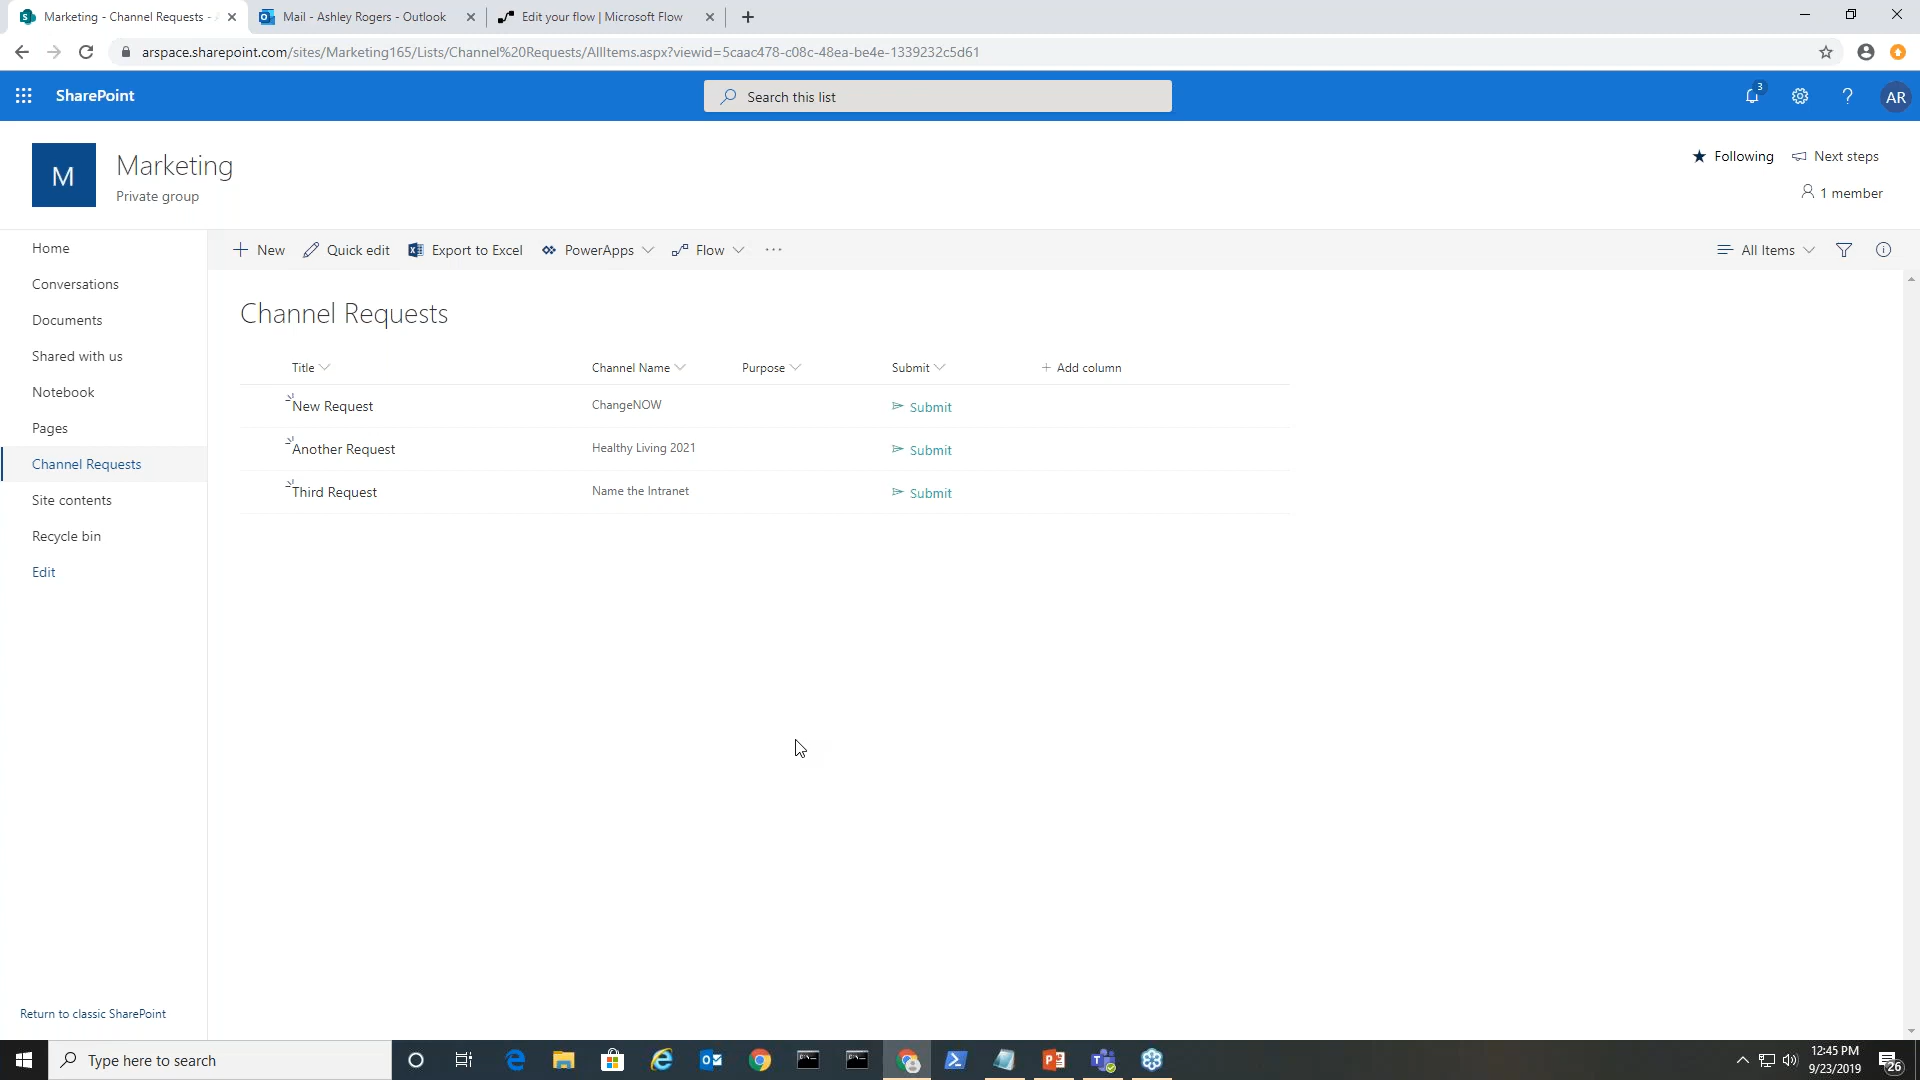 Marketing - Channel Requests -
Mail - Ashley Rogers - Outlook
Edit your flow | Microsoft Flow
arspace.sharepoint.com/sites/Marketing165/Lists/Channel%20Requests/AllItems.aspx?viewid=5caac478-c08c-48ea-be4e-1339232c5d61
SharePoint
Search this list
3
AR
M
Marketing
Private group
Following
Next steps
1 member
Home
Conversations
Documents
Shared with us
Notebook
Pages
Channel Requests
Site contents
Recycle bin
Edit
Return to classic SharePoint
New
Quick edit
Export to Excel
PowerApps
Flow
All Items
Channel Requests
Title
Channel Name
Purpose
Submit
Add column
New Request
ChangeNOW
Submit
Another Request
Healthy Living 2021
Submit
Third Request
Name the Intranet
Submit
Type here to search
12:45 PM
9/23/2019
26